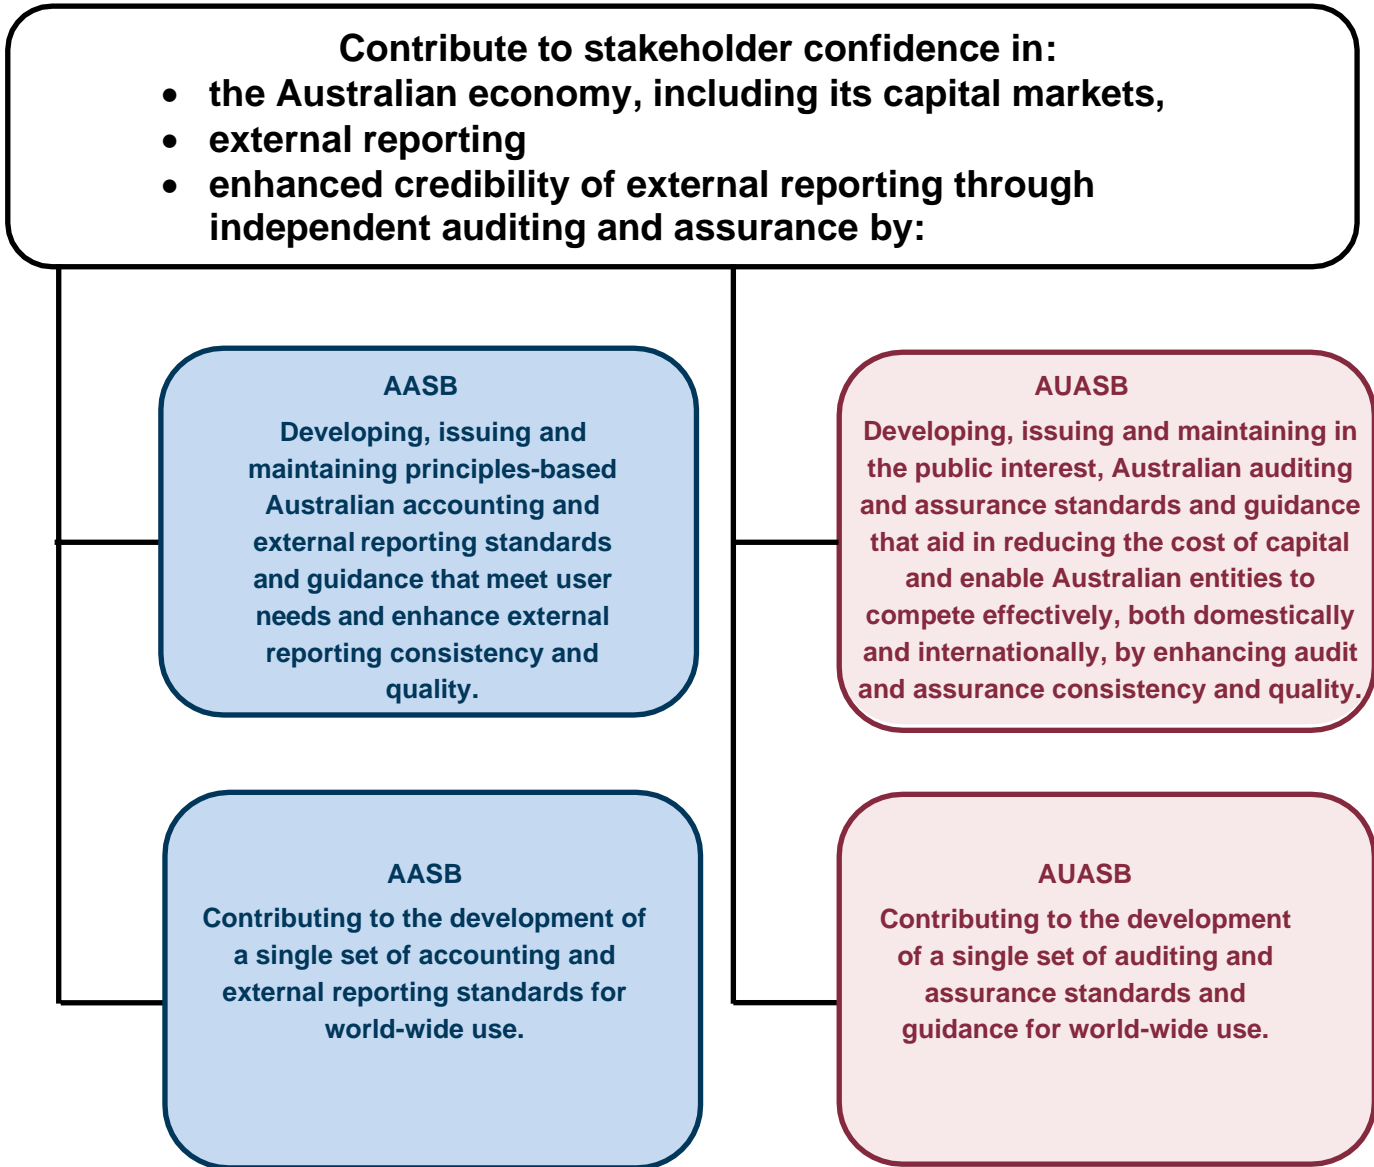 Contribute to stakeholder confidence in:
• the Australian economy, including its capital markets,
• external reporting
• enhanced credibility of external reporting through
independent auditing and assurance by:
AASB
Developing, issuing and
maintaining principles-based
Australian accounting and
external reporting standards
and guidance that meet user
needs and enhance external
reporting consistency and
quality.
AUASB
Developing, issuing and maintaining in
the public interest, Australian auditing
and assurance standards and guidance
that aid in reducing the cost of capital
and enable Australian entities to
compete effectively, both domestically
and internationally, by enhancing audit
and assurance consistency and quality.
AASB
Contributing to the development of
a single set of accounting and
external reporting standards for
world-wide use.
AUASB
Contributing to the development
of a single set of auditing and
assurance standards and
guidance for world-wide use.